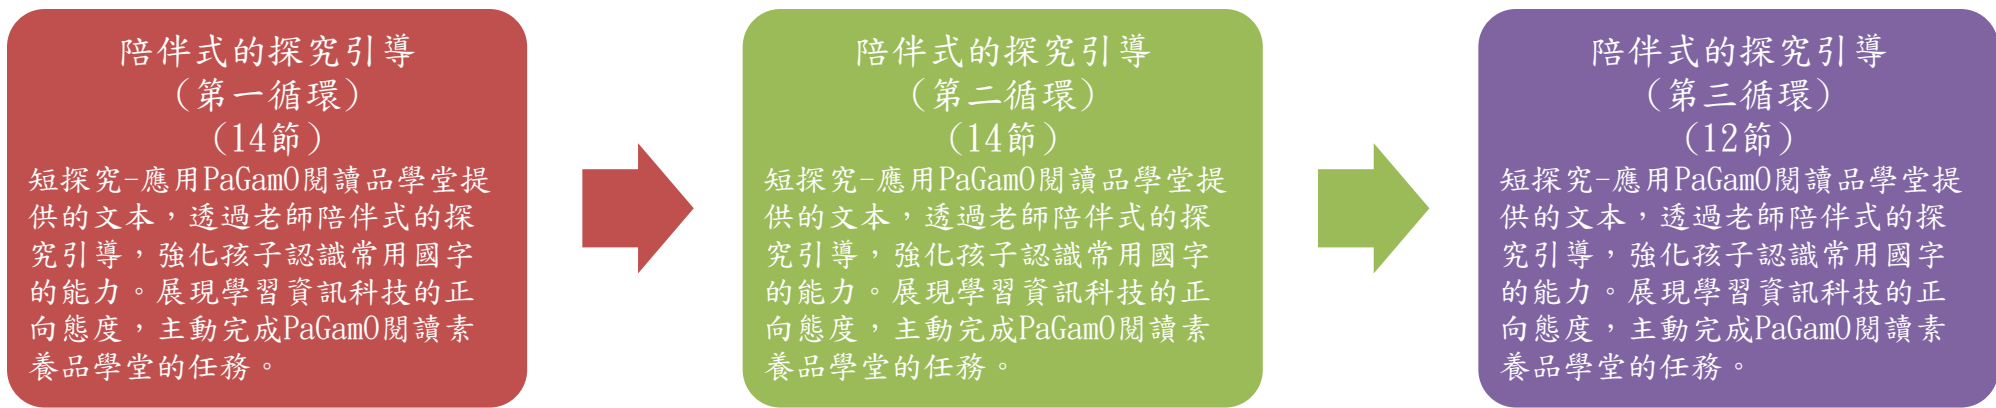 陪伴式的探究引導
(第一循環)
(14節)
短探究-應用PaGamO閱讀品學堂提
供的文本，透過老師陪伴式的探
究引導，強化孩子認識常用國字
的能力。展現學習資訊科技的正
向態度，主動完成PaGamO閱讀素
養品學堂的任務。
陪伴式的探究引導
(第二循環)
(14節)
短探究-應用PaGamO閱讀品學堂提
供的文本，透過老師陪伴式的探
究引導，強化孩子認識常用國字
的能力。展現學習資訊科技的正
向態度，主動完成PaGamO閱讀素
養品學堂的任務。
陪伴式的探究引導
(第三循環)
(12節)
短探究-應用PaGamO閱讀品學堂提
供的文本，透過老師陪伴式的探
究引導，強化孩子認識常用國字
的能力。展現學習資訊科技的正
向態度，主動完成PaGamO閱讀素
養品學堂的任務。